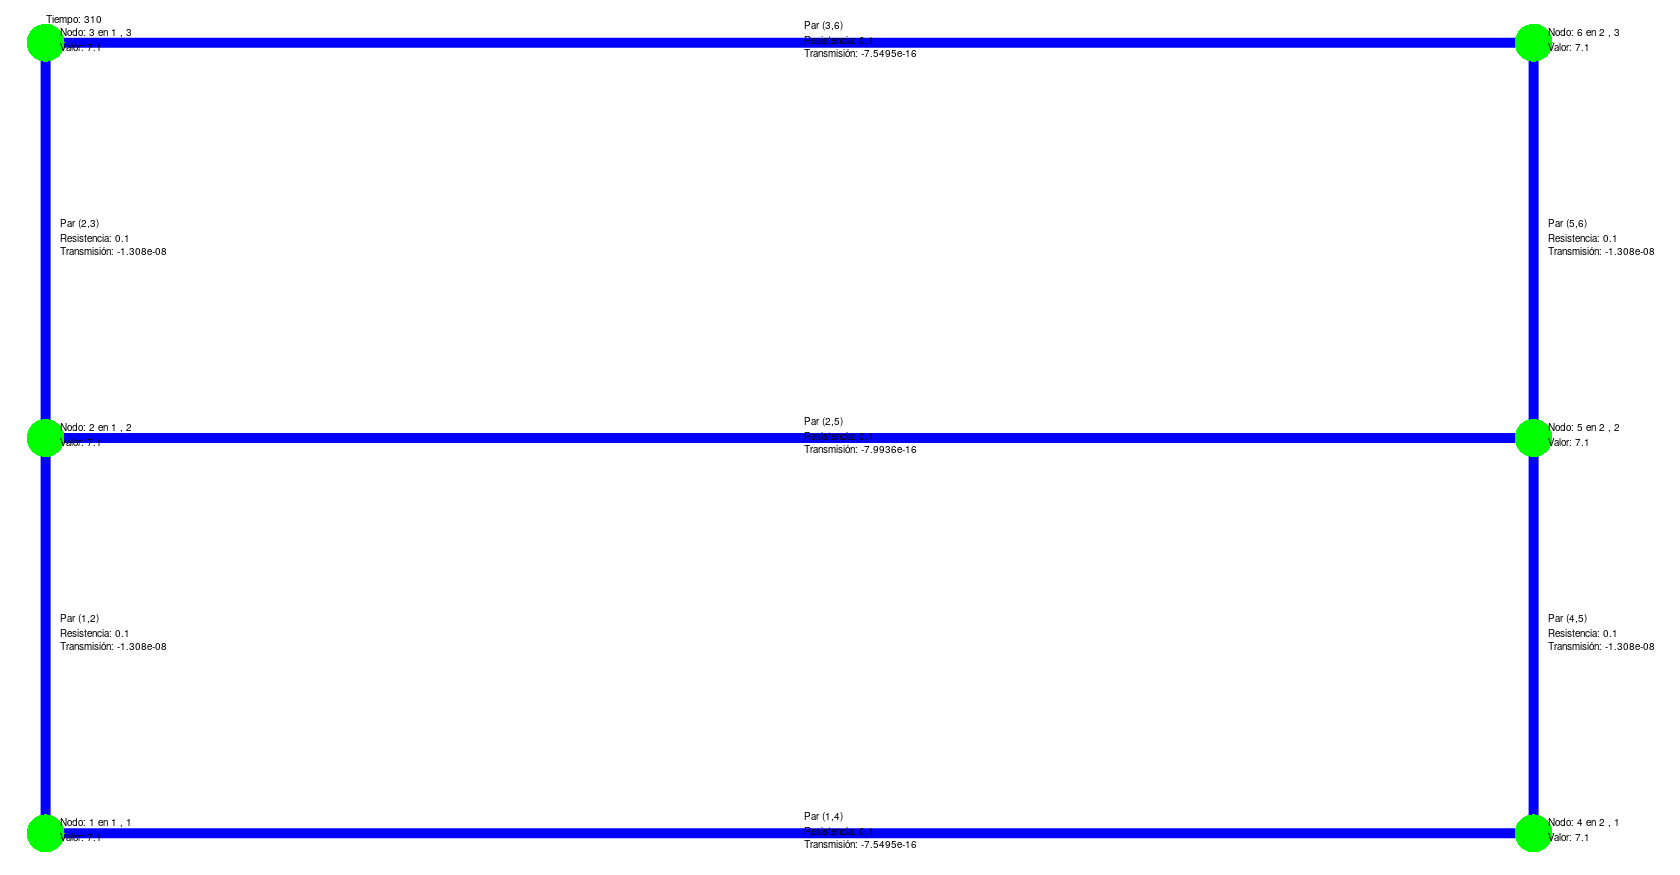 Tiempo: 310
Nodo: 3 en 1 , 3
Valor: 7.1
Par (3,6)
Resistencia: 0.1
Transmisión: -7.5495e-16
Nodo: 6 en 2 , 3
Valor: 7.1
Par (2,3)
Resistencia: 0.1
Transmisión: -1.308e-08
Par (5,6)
Resistencia: 0.1
Transmisión: -1.308e-08
Nodo: 2 en 1 , 2
Valor: 7.1
Par (2,5)
Resistencia: 0.1
Transmisión: -7.9936e-16
Nodo: 5 en 2 , 2
Valor: 7.1
Par (1,2)
Resistencia: 0.1
Transmisión: -1.308e-08
Par (4,5)
Resistencia: 0.1
Transmisión: -1.308e-08
Nodo: 1 en 1 , 1
Valor: 7.1
Par (1,4)
Resistencia: 0.1
Transmisión: -7.5495e-16
Nodo: 4 en 2 , 1
Valor: 7.1